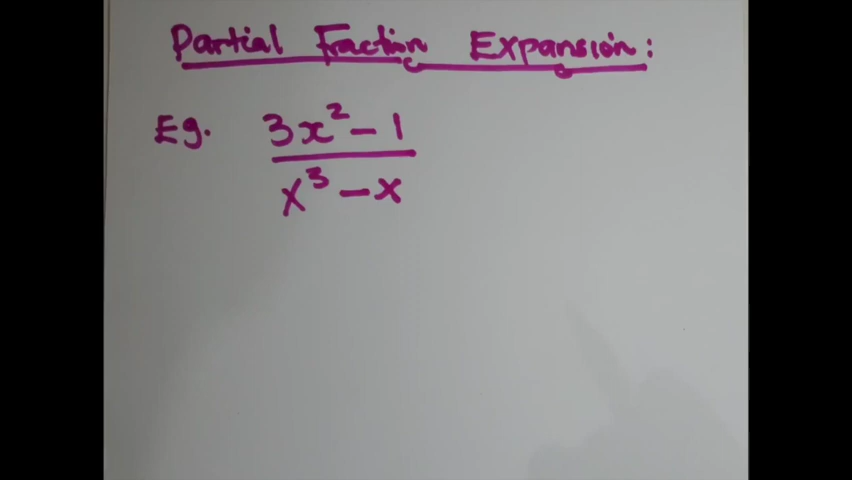 Partial Fraction Expansion:
Eg. 3x² - 1
x³ - x